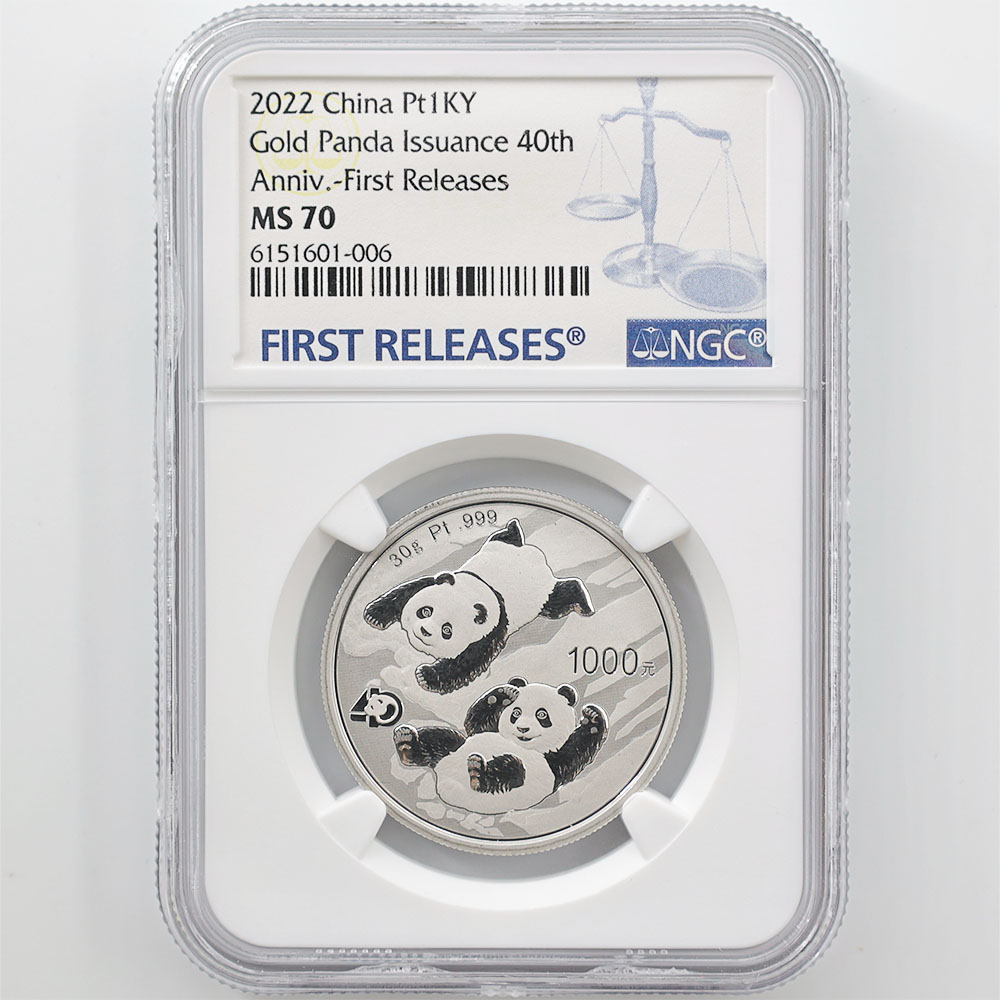 2022 China Pt1KY
Gold Panda Issuance 40th
Anniv.-First Releases
MS 70
6151601-006
FIRST RELEASES®
NGC®
30g Pt .999
1000元